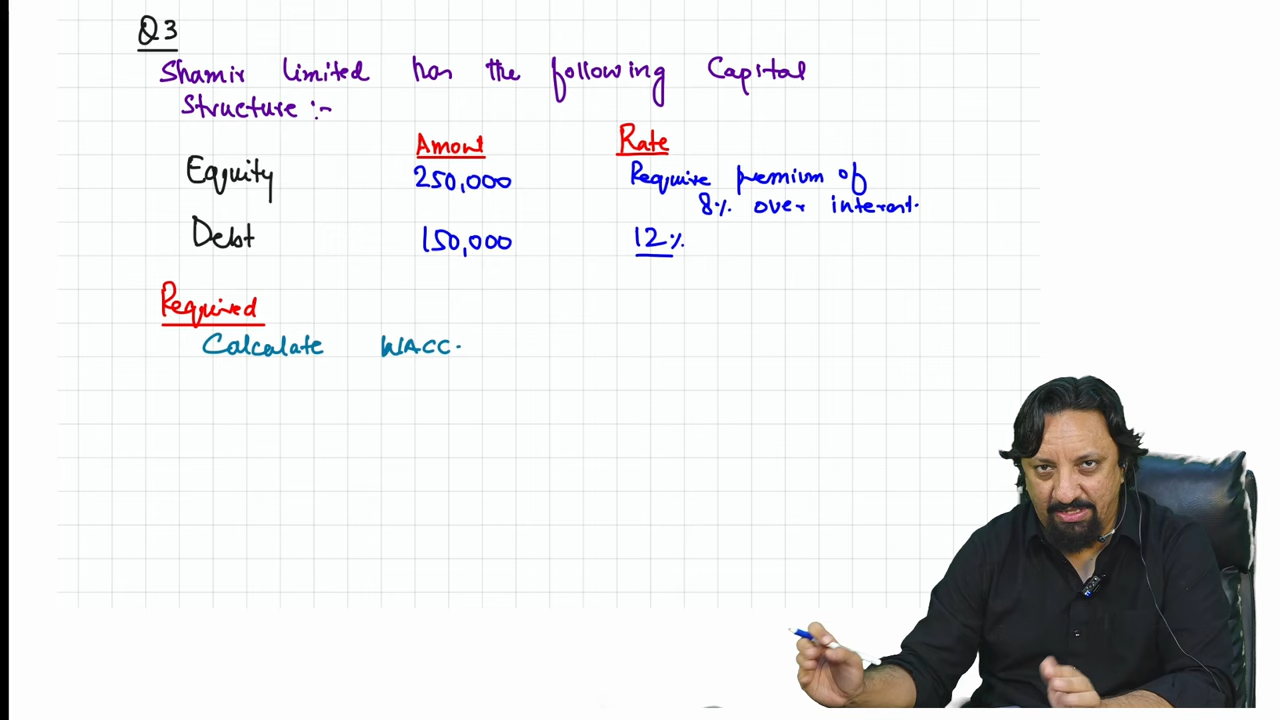 Q3
Shamir Limited has the following Capital
Structure :-
Amount Rate
Equity 250,000 Require premium of
8% over interest.
Debt 150,000 12%
Required
Calculate WACC.